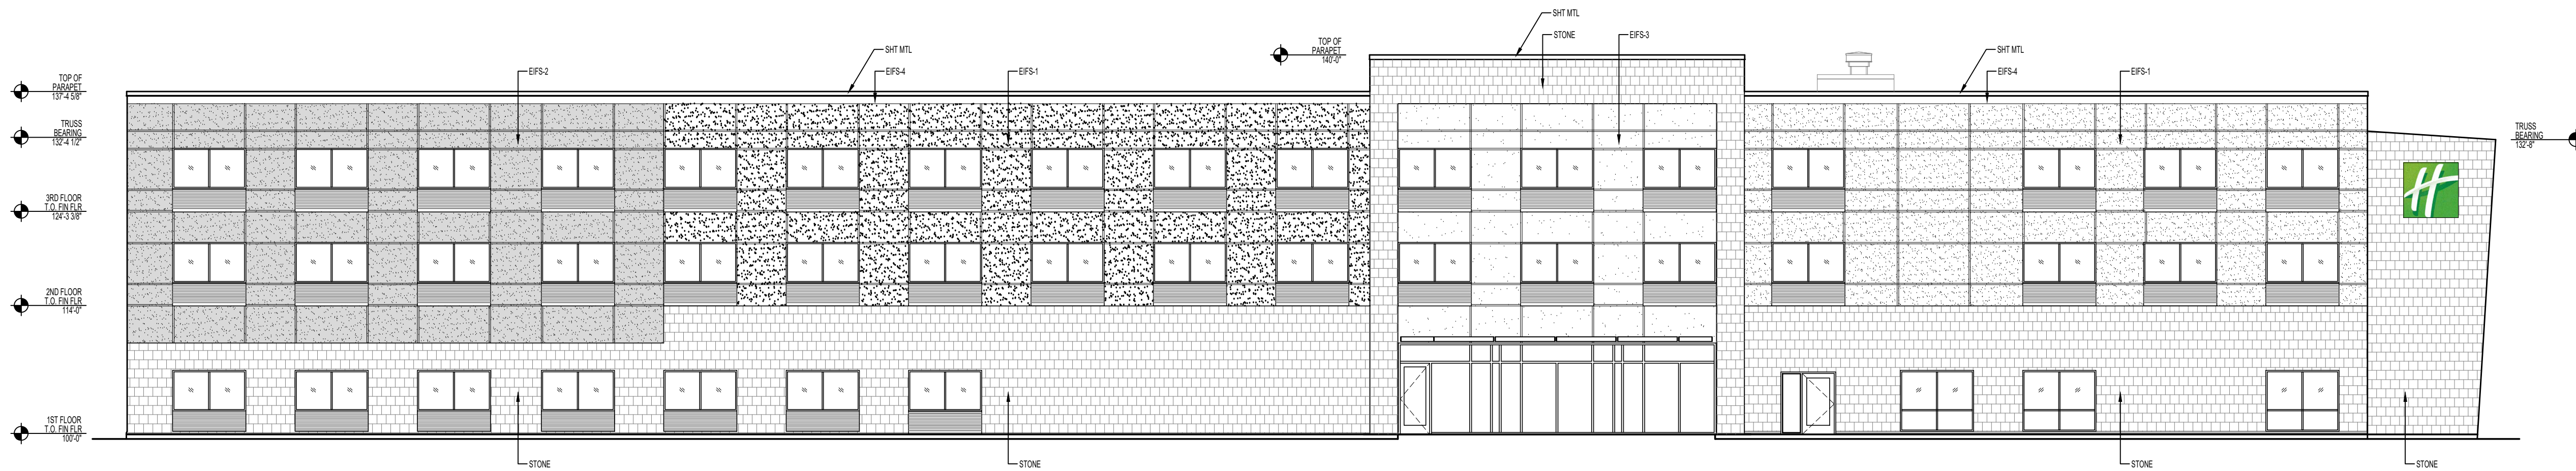 SHT MTL
STONE
EIFS-3
TOP OF
PARAPET
140'-0"
SHT MTL
EIFS-4
EIFS-2
EIFS-1
SHT MTL
EIFS-4
EIFS-1
TOP OF
PARAPET
137'-4 5/8"
TRUSS
BEARING
132'-4 1/2"
TRUSS
BEARING
132'-8"
3RD FLOOR
T.O. FIN FLR
124'-3 3/8"
2ND FLOOR
T.O. FIN FLR
114'-0"
1ST FLOOR
T.O. FIN FLR
100'-0"
H
STONE
STONE
STONE
STONE